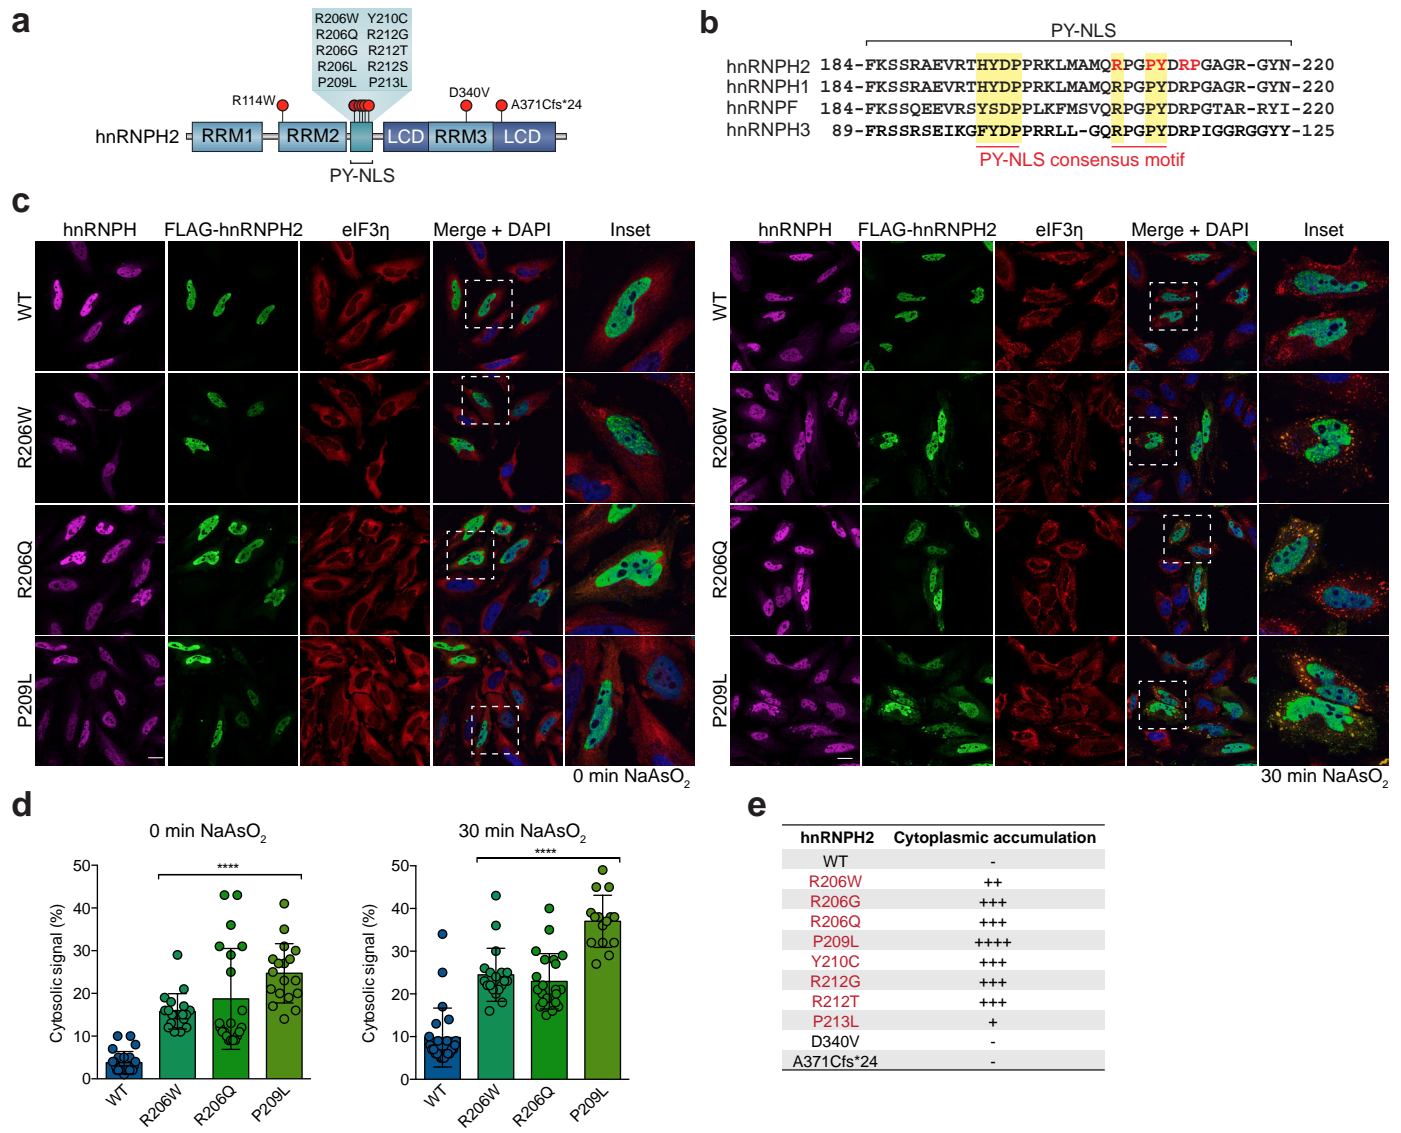 a
R206W Y210C
R206Q R212G
R206G R212T
R206L R212S
P209L P213L
R114W
D340V
A371Cfs*24
hnRNPH2
RRM1
RRM2
LCD
RRM3
LCD
PY-NLS
b
PY-NLS
hnRNPH2 184-FKSSRAEVRTHYDPPRKLMAMQRPGPYDRPGAGR-GYN-220
hnRNPH1 184-FKSSRAEVRTHYDPPRKLMAMQRPGPYDRPGAGR-GYN-220
hnRNPF 184-FKSSQEEVRSYSDPPLKFMSVQRPGPYDRPGTAR-RYI-220
hnRNPH3 89-FRSSRSEIKGFYDPPRRLL-GQRPGPYDRPIGGRGGYY-125
PY-NLS consensus motif
c
hnRNPH FLAG-hnRNPH2 eIF3η Merge + DAPI Inset
WT
R206W
R206Q
P209L
0 min NaAsO2
hnRNPH FLAG-hnRNPH2 eIF3η Merge + DAPI Inset
WT
R206W
R206Q
P209L
30 min NaAsO2
d
0 min NaAsO2
****
Cytosolic signal (%)
50
40
30
20
10
0
WT
R206W
R206Q
P209L
30 min NaAsO2
****
Cytosolic signal (%)
50
40
30
20
10
0
WT
R206W
R206Q
P209L
e
hnRNPH2 Cytoplasmic accumulation
WT -
R206W ++
R206G +++
R206Q +++
P209L ++++
Y210C +++
R212G +++
R212T +++
P213L +
D340V -
A371Cfs*24 -